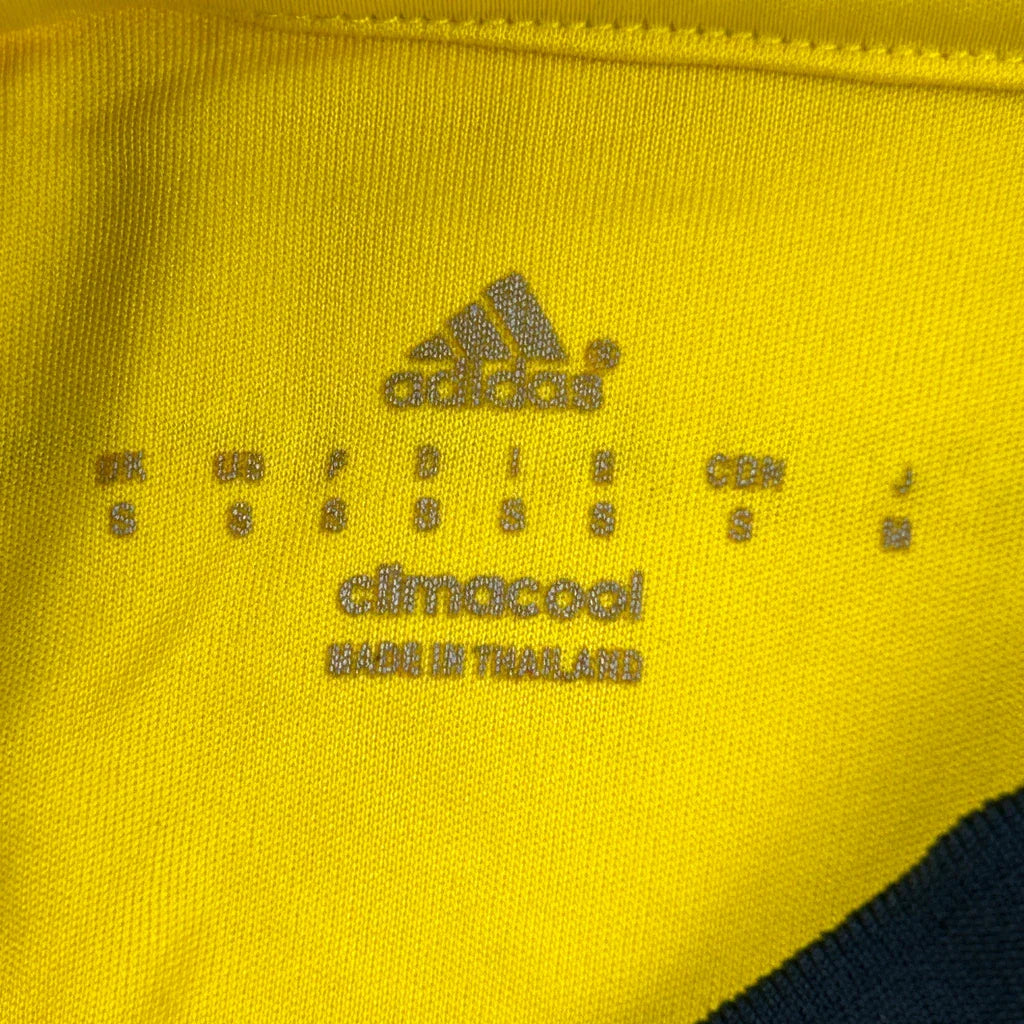 adidas®
UK US F D I E CDN J
S S S S S S S M
climacool
MADE IN THAILAND